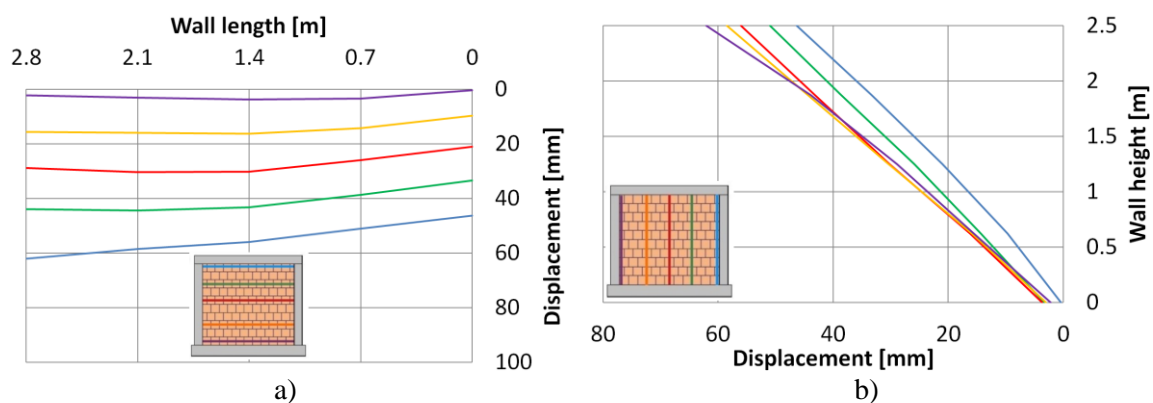 Wall length [m]
2.8 2.1 1.4 0.7 0
0
20
40
60
80
100
Displacement [mm]
a)
2.5
2
1.5
1
0.5
0
Wall height [m]
80 60 40 20 0
Displacement [mm]
b)